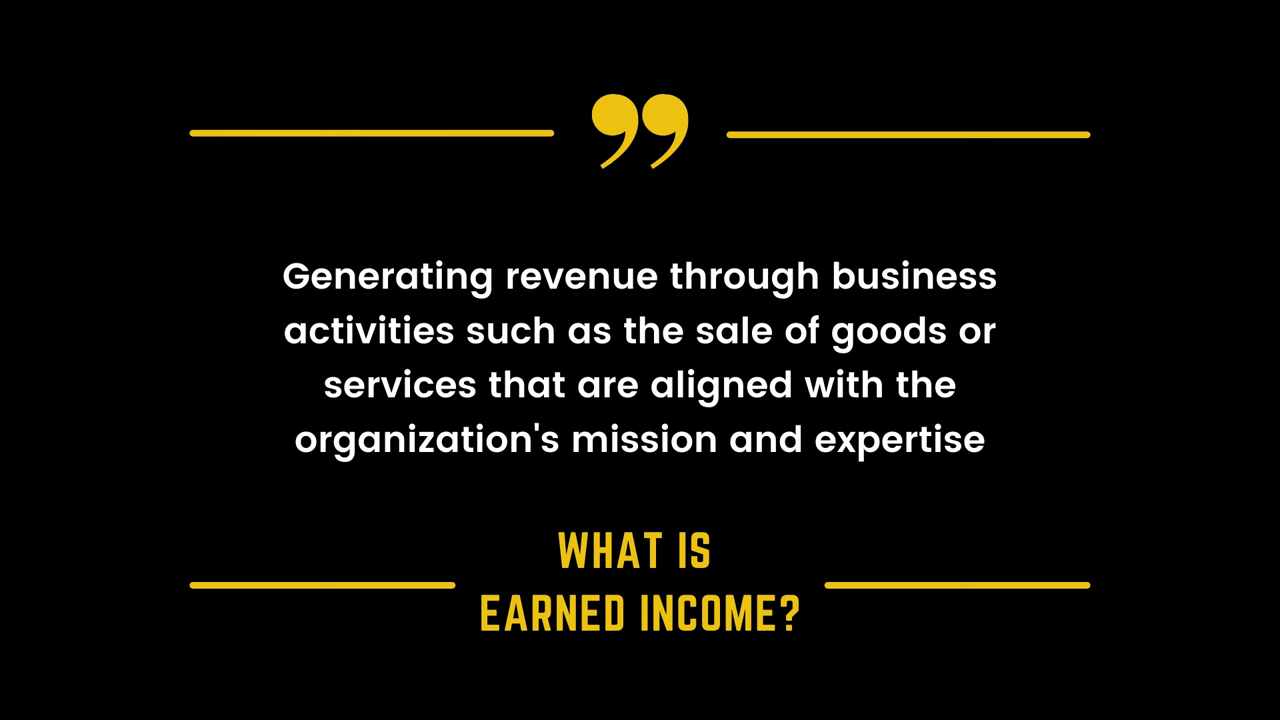 ”
Generating revenue through business
activities such as the sale of goods or
services that are aligned with the
organization's mission and expertise
WHAT IS
EARNED INCOME?